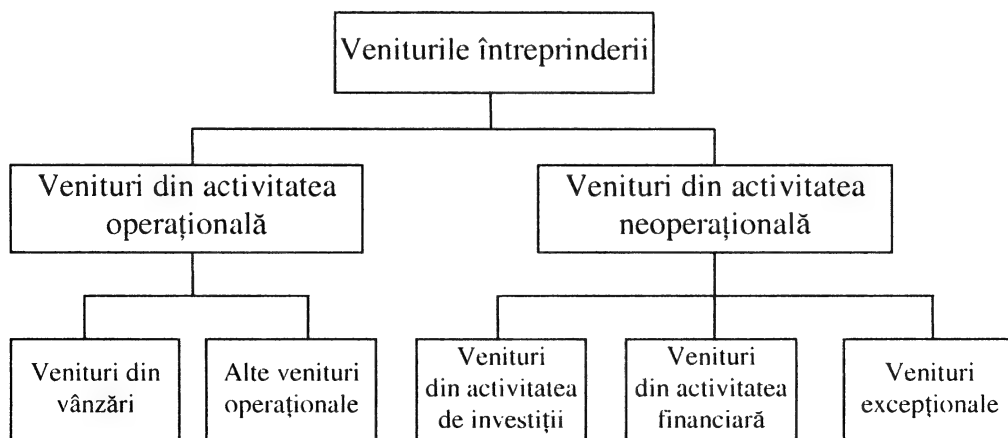 Veniturile întreprinderii
Venituri din activitatea
operațională
Venituri din activitatea
neoperațională
Venituri din
vânzări
Alte venituri
operaționale
Venituri
din activitatea
de investiții
Venituri
din activitatea
financiară
Venituri
excepționale